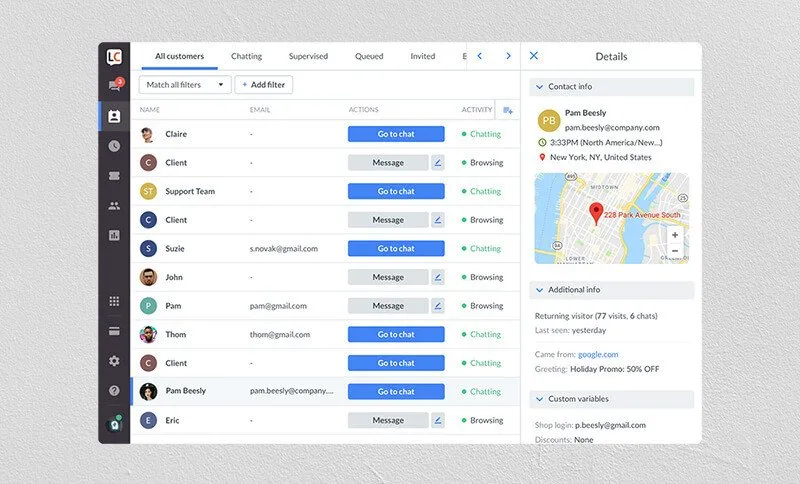 LC
3
All customers
Chatting
Supervised
Queued
Invited
Match all filters
+ Add filter
NAME EMAIL ACTIONS ACTIVITY
Claire - Go to chat Chatting
C Client - Message Browsing
ST Support Team - Go to chat Chatting
C Client - Message Browsing
S Suzie s.novak@gmail.com Go to chat Chatting
John - Message Browsing
P Pam pam@gmail.com Message Browsing
Thom thom@gmail.com Go to chat Chatting
C Client - Go to chat Chatting
Pam Beesly pam.beesly@company.... Go to chat Chatting
E Eric - Message Browsing
Details
Contact info
PB
Pam Beesly
pam.beesly@company.com
3:33PM (North America/New...)
New York, NY, United States
495
MIDTOWN
25
228 Park Avenue South
LOWER
+
−
Additional info
Returning visitor (77 visits, 6 chats)
Last seen: yesterday
Came from: google.com
Greeting: Holiday Promo: 50% OFF
Custom variables
Shop login: p.beesly@gmail.com
Discounts: None